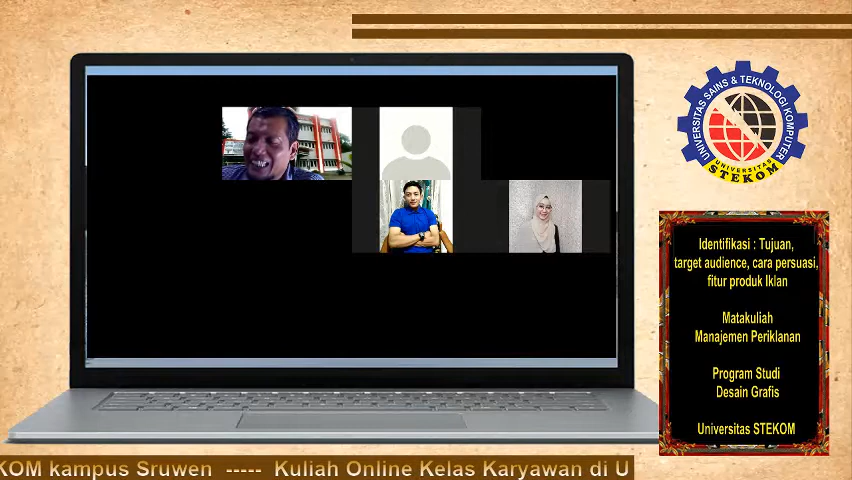 UNIVERSITAS SAINS & TEKNOLOGI KOMPUTER
UNIVERSITAS
STEKOM
Identifikasi : Tujuan,
target audience, cara persuasi,
fitur produk Iklan
Matakuliah
Manajemen Periklanan
Program Studi
Desain Grafis
Universitas STEKOM
KOM kampus Sruwen ----- Kuliah Online Kelas Karyawan di U